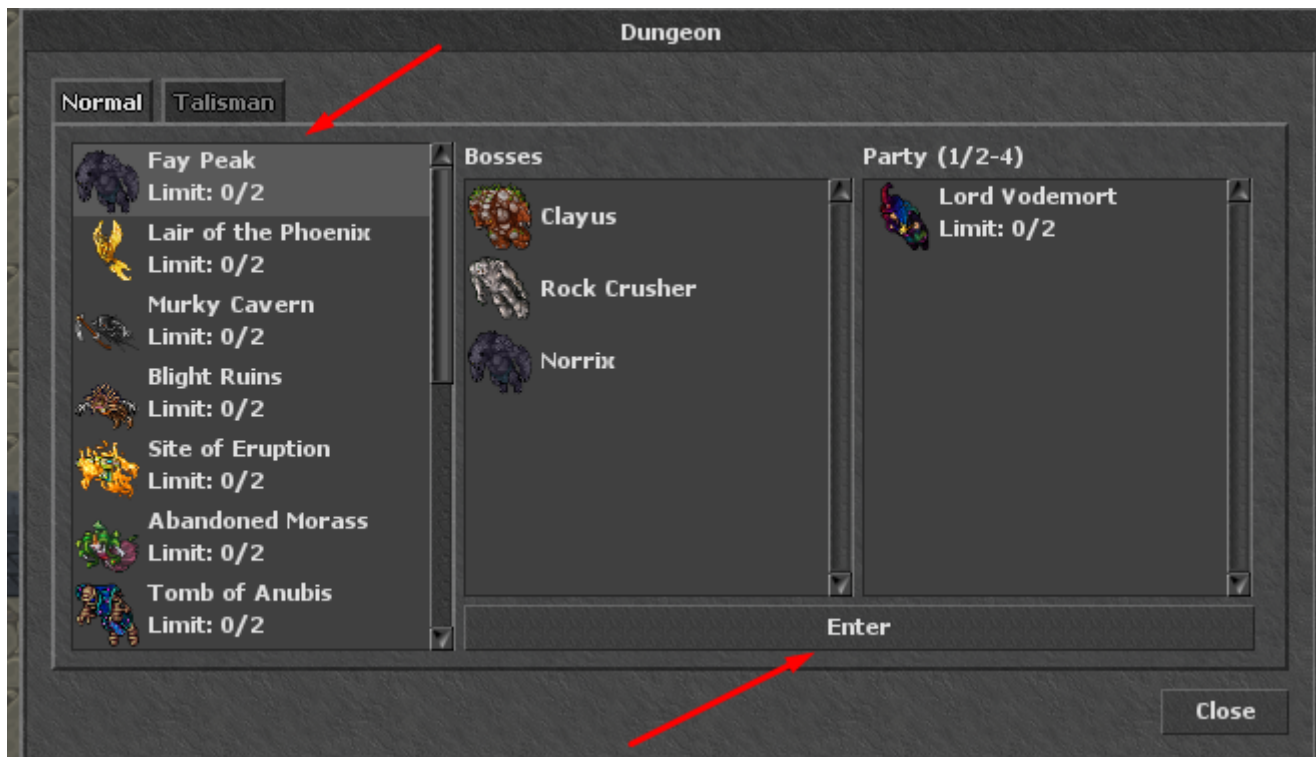 Dungeon
Normal
Talisman
Fay Peak
Limit: 0/2
Lair of the Phoenix
Limit: 0/2
Murky Cavern
Limit: 0/2
Blight Ruins
Limit: 0/2
Site of Eruption
Limit: 0/2
Abandoned Morass
Limit: 0/2
Tomb of Anubis
Limit: 0/2
Bosses
Clayus
Rock Crusher
Norrix
Party (1/2-4)
Lord Vodemort
Limit: 0/2
Enter
Close